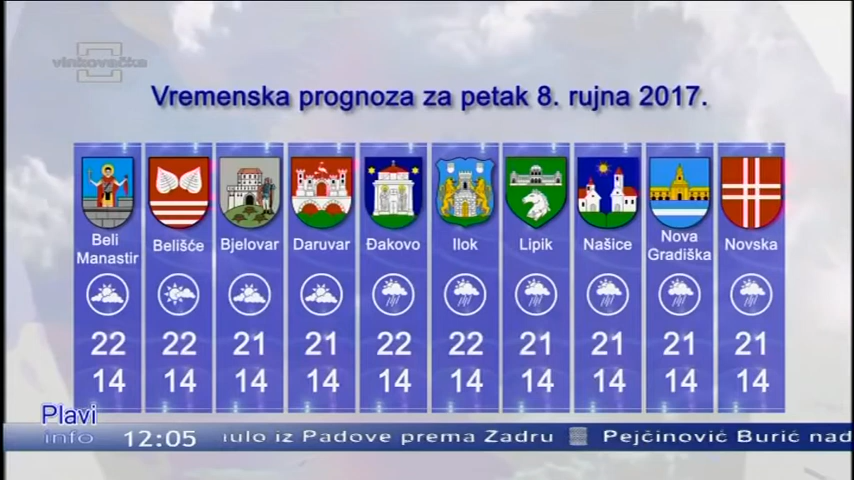 vinkovačka
Vremenska prognoza za petak 8. rujna 2017.
Beli
Manastir
Belišće
Bjelovar
Daruvar
Đakovo
Ilok
Lipik
Našice
Nova
Gradiška
Novska
22 22 21 21 22 22 21 21 21 21
14 14 14 14 14 14 14 14 14 14
Plavi
info 12:05 iulo iz Padove prema Zadru Pejčinović Burić nad